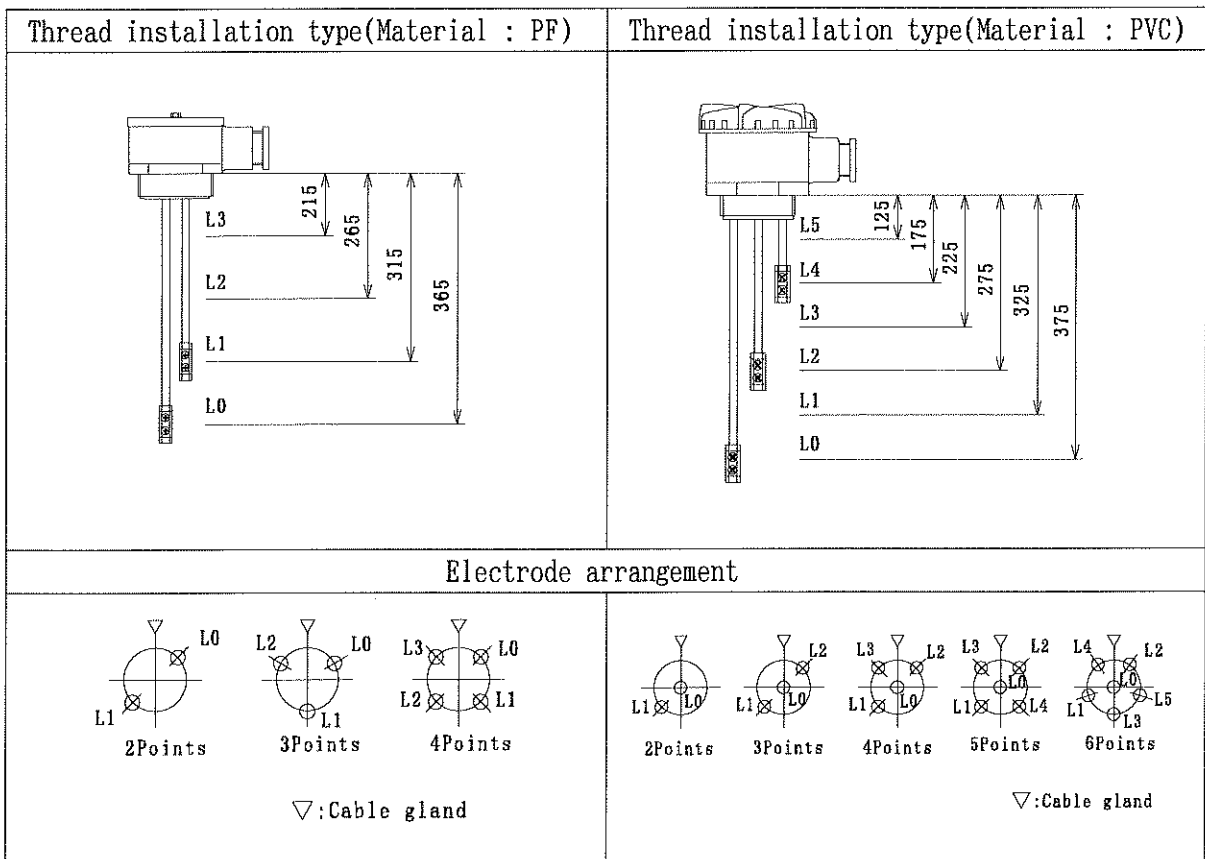 Thread installation type(Material : PF)
Thread installation type(Material : PVC)
L3
L2
L1
L0
215
265
315
365
L5
L4
L3
L2
L1
L0
125
175
225
275
325
375
Electrode arrangement
L0
L1
2Points
L2
L0
L1
3Points
L3
L0
L2
L1
4Points
▽:Cable gland
L0
L1
2Points
L2
L0
L1
3Points
L3
L2
L0
L1
4Points
L3
L2
L0
L1
L4
5Points
L4
L2
L0
L1
L5
L3
6Points
▽:Cable gland